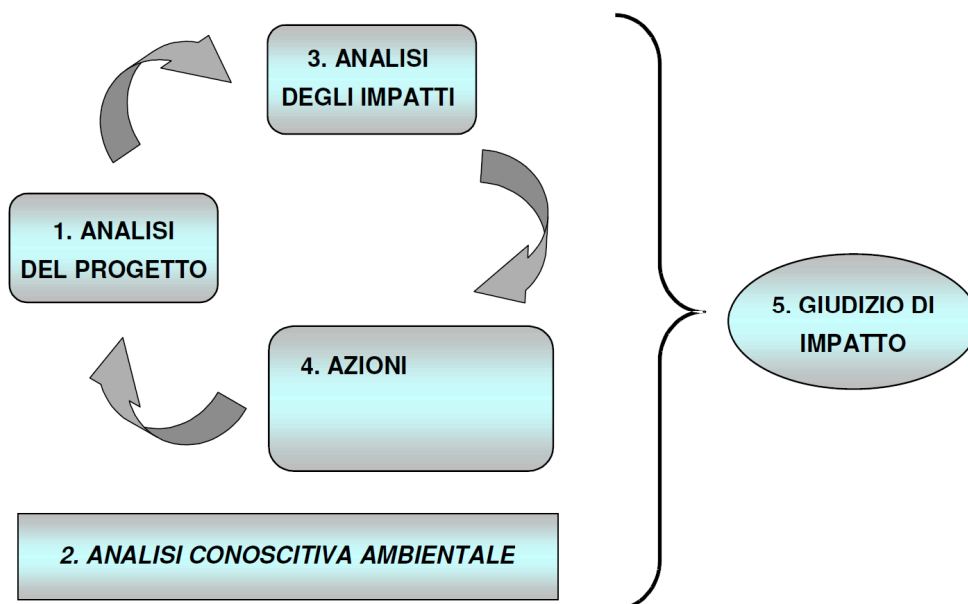 3. ANALISI
DEGLI IMPATTI
1. ANALISI
DEL PROGETTO
4. AZIONI
5. GIUDIZIO DI
IMPATTO
2. ANALISI CONOSCITIVA AMBIENTALE